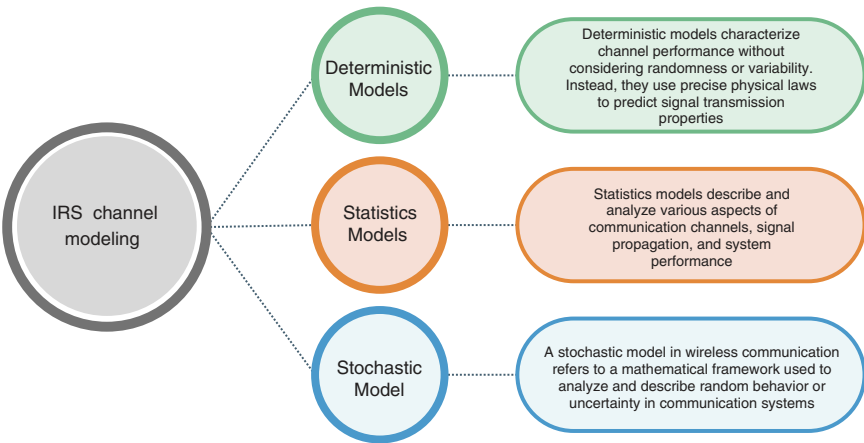 IRS channel
modeling
Deterministic
Models
Deterministic models characterize
channel performance without
considering randomness or variability.
Instead, they use precise physical laws
to predict signal transmission
properties
Statistics
Models
Statistics models describe and
analyze various aspects of
communication channels, signal
propagation, and system
performance
Stochastic
Model
A stochastic model in wireless communication
refers to a mathematical framework used to
analyze and describe random behavior or
uncertainty in communication systems